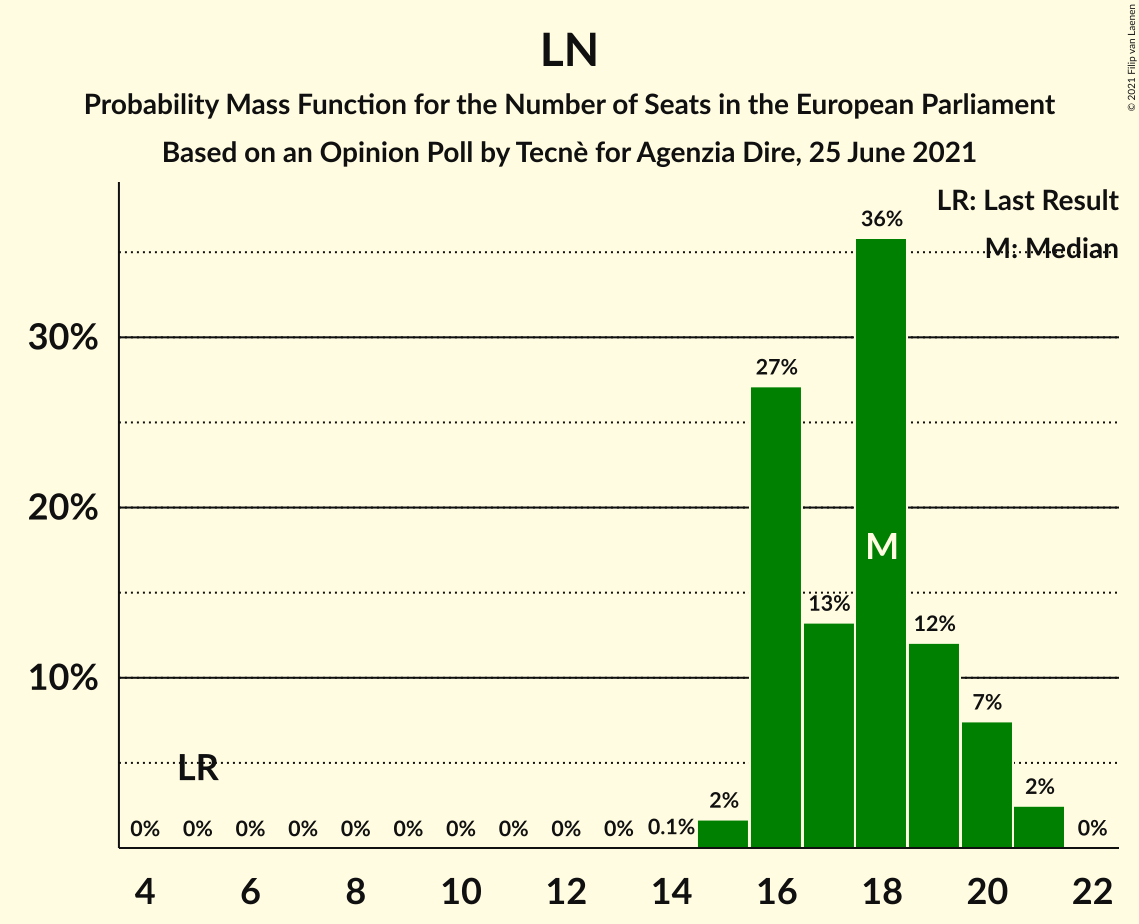 LN
Probability Mass Function for the Number of Seats in the European Parliament
Based on an Opinion Poll by Tecnè for Agenzia Dire, 25 June 2021
© 2021 Filip van Laenen
LR: Last Result
M: Median
36%
30%
27%
20%
M
13%
12%
10%
7%
LR
2%
2%
0% 0% 0% 0% 0% 0% 0% 0% 0% 0% 0.1% 0%
4 6 8 10 12 14 16 18 20 22